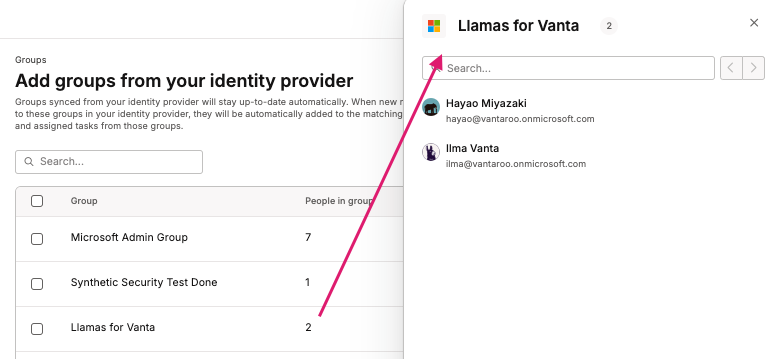 Groups
Add groups from your identity provider
Groups synced from your identity provider will stay up-to-date automatically. When new
to these groups in your identity provider, they will be automatically added to the matching
and assigned tasks from those groups.
Search...
Group
People in group
Microsoft Admin Group
7
Synthetic Security Test Done
1
Llamas for Vanta
2
Llamas for Vanta
2
Search...
Hayao Miyazaki
hayao@vantaroo.onmicrosoft.com
Ilma Vanta
ilma@vantaroo.onmicrosoft.com